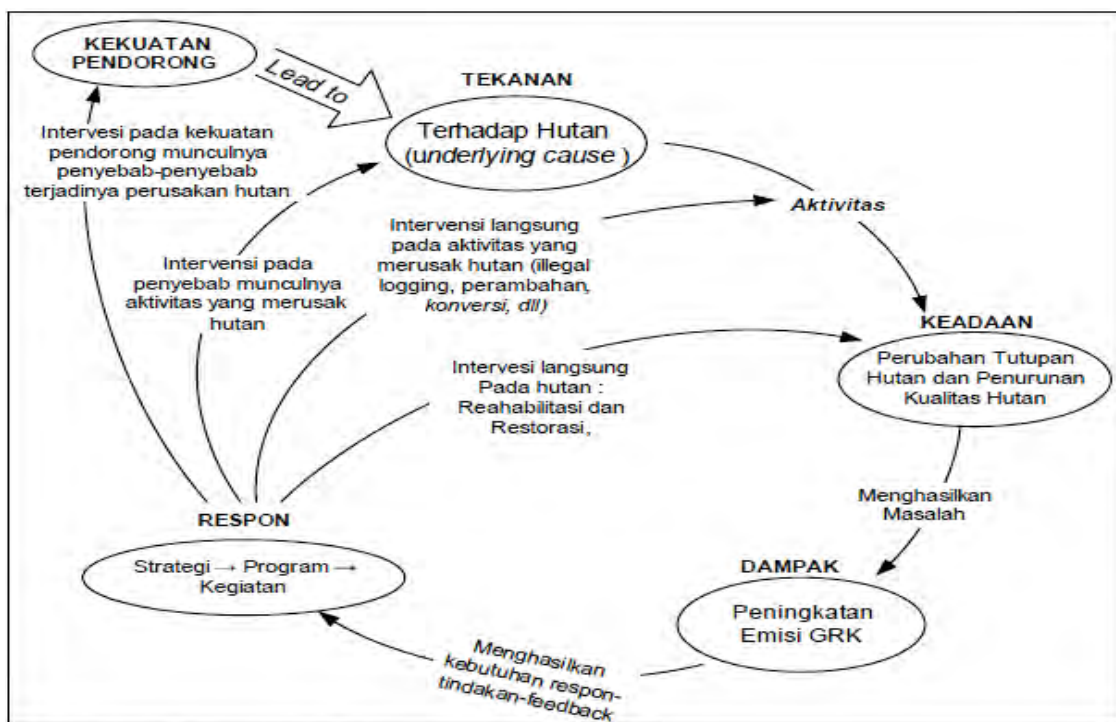 KEKUATAN
PENDORONG
Lead to
TEKANAN
Terhadap Hutan
(underlying cause )
Intervesi pada kekuatan
pendorong munculnya
penyebab-penyebab
terjadinya perusakan hutan
Intervensi pada
penyebab munculnya
aktivitas yang merusak
hutan
Intervensi langsung
pada aktivitas yang
merusak hutan (illegal
logging, perambahan,
konversi, dll)
Aktivitas
KEADAAN
Perubahan Tutupan
Hutan dan Penurunan
Kualitas Hutan
Intervesi langsung
Pada hutan :
Reahabilitasi dan
Restorasi,
Menghasilkan
Masalah
RESPON
Strategi → Program →
Kegiatan
DAMPAK
Peningkatan
Emisi GRK
Menghasilkan
kebutuhan respon-
tindakan-feedback